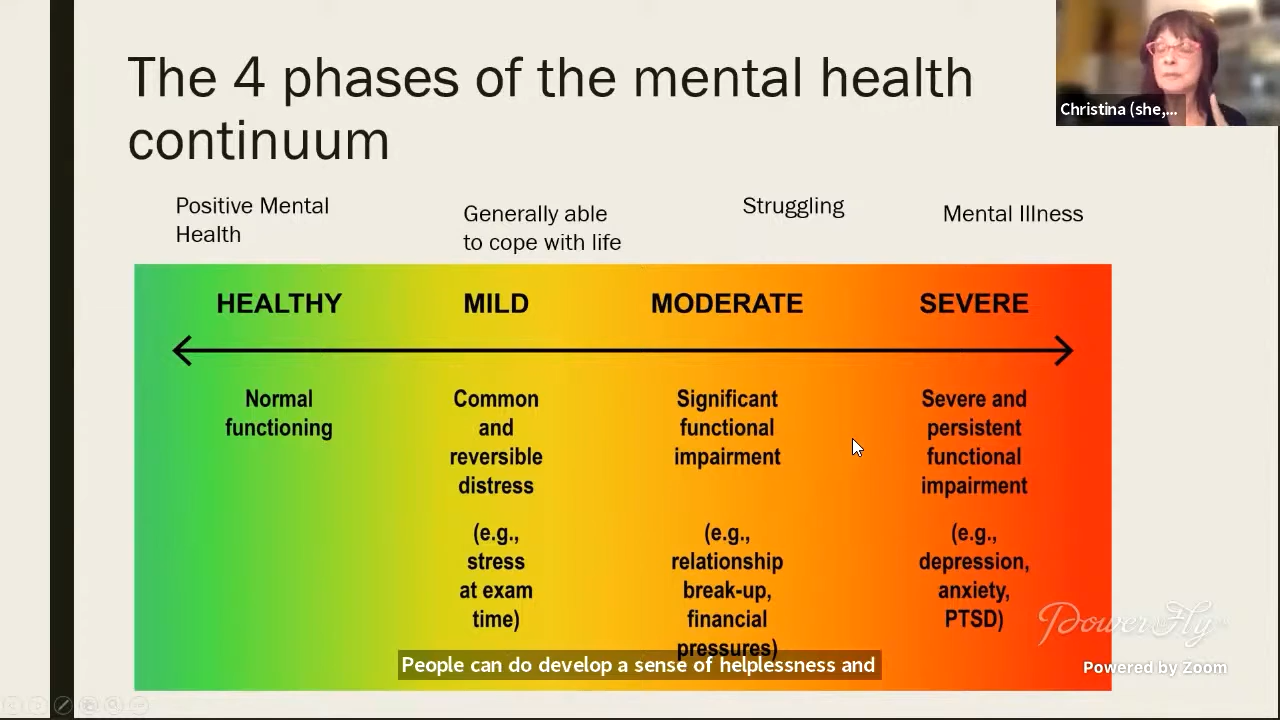 The 4 phases of the mental health
continuum
Christina (she,...
Positive Mental
Health
Generally able
to cope with life
Struggling
Mental Illness
HEALTHY
MILD
MODERATE
SEVERE
Normal
functioning
Common
and
reversible
distress
(e.g.,
stress
at exam
time)
Significant
functional
impairment
(e.g.,
relationship
break-up,
financial
pressures)
Severe and
persistent
functional
impairment
(e.g.,
depression,
anxiety,
PTSD)
People can do develop a sense of helplessness and
Power to Fly
Powered by Zoom